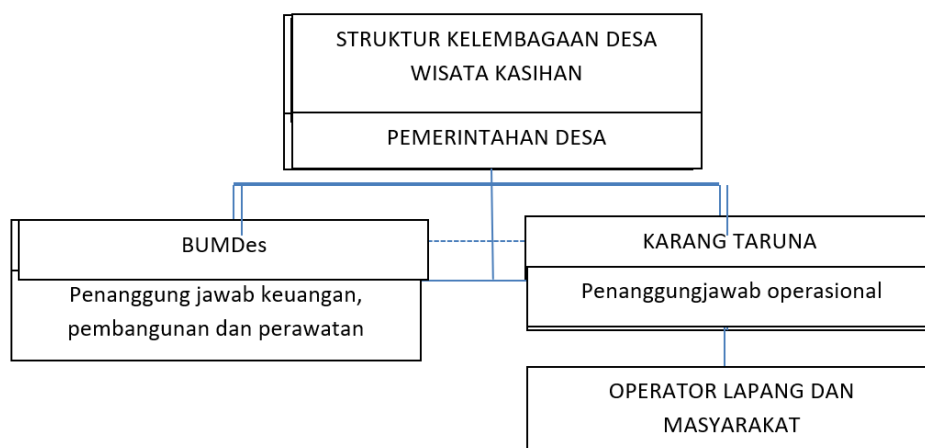 STRUKTUR KELEMBAGAAN DESA
WISATA KASIHAN
PEMERINTAHAN DESA
BUMDes
Penanggung jawab keuangan,
pembangunan dan perawatan
KARANG TARUNA
Penanggungjawab operasional
OPERATOR LAPANG DAN
MASYARAKAT